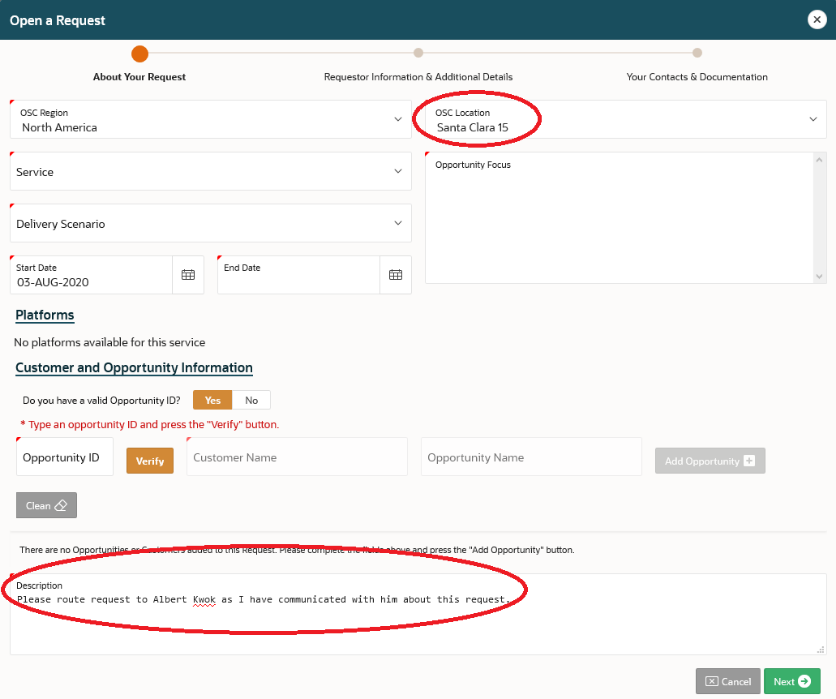 Open a Request
About Your Request
Requestor Information & Additional Details
Your Contacts & Documentation
OSC Region
North America
OSC Location
Santa Clara 15
Service
Opportunity Focus
Delivery Scenario
Start Date
03-AUG-2020
End Date
Platforms
No platforms available for this service
Customer and Opportunity Information
Do you have a valid Opportunity ID?
Yes
No
* Type an opportunity ID and press the "Verify" button.
Opportunity ID
Verify
Customer Name
Opportunity Name
Add Opportunity
Clean
There are no Opportunities or Customers added to this Request. Please complete the fields above and press the "Add Opportunity" button.
Description
Please route request to Albert Kwok as I have communicated with him about this request.
Cancel
Next